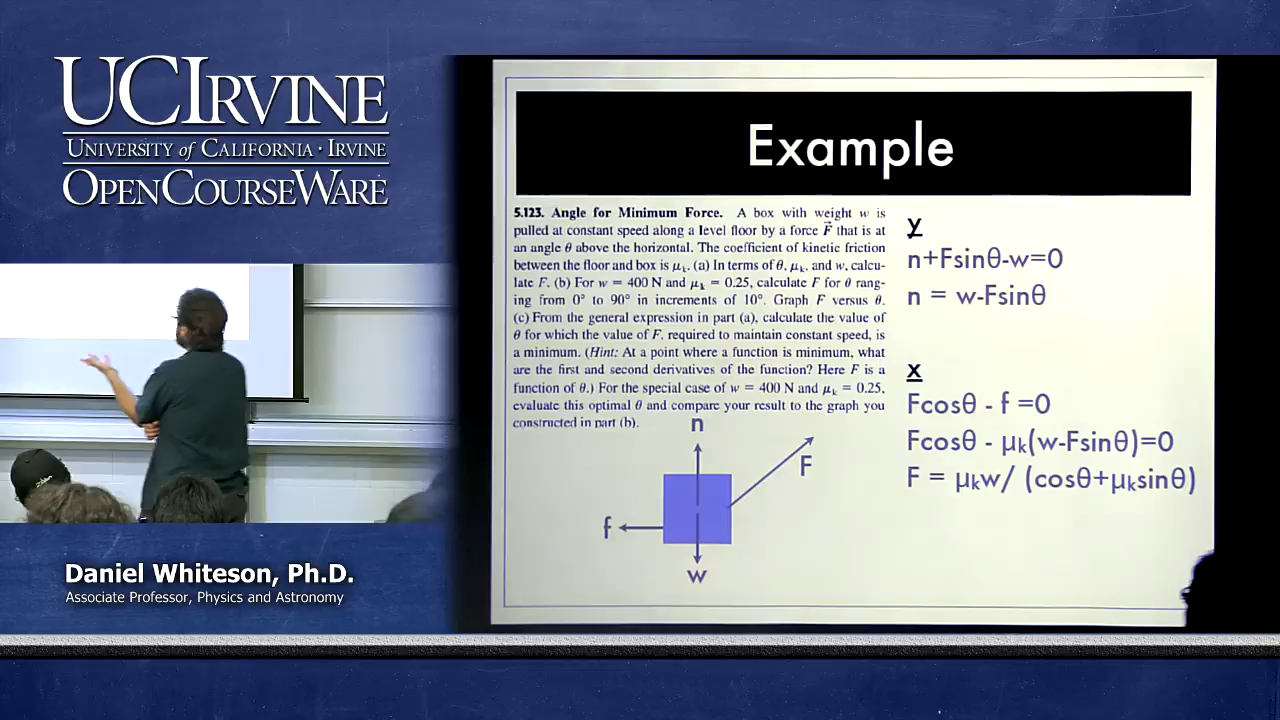 UCIRVINE
UNIVERSITY of CALIFORNIA · IRVINE
OPENCOURSEWARE
Example
5.123. Angle for Minimum Force. A box with weight w is
pulled at constant speed along a level floor by a force F⃗ that is at
an angle θ above the horizontal. The coefficient of kinetic friction
between the floor and box is μk. (a) In terms of θ, μk, and w, calcu-
late F. (b) For w = 400 N and μk = 0.25, calculate F for θ rang-
ing from 0° to 90° in increments of 10°. Graph F versus θ.
(c) From the general expression in part (a), calculate the value of
θ for which the value of F, required to maintain constant speed, is
a minimum. (Hint: At a point where a function is minimum, what
are the first and second derivatives of the function? Here F is a
function of θ.) For the special case of w = 400 N and μk = 0.25,
evaluate this optimal θ and compare your result to the graph you
constructed in part (b).
n
F
f
w
y
n+Fsinθ-w=0
n = w-Fsinθ
x
Fcosθ - f =0
Fcosθ - μk(w-Fsinθ)=0
F = μkw/ (cosθ+μksinθ)
Daniel Whiteson, Ph.D.
Associate Professor, Physics and Astronomy